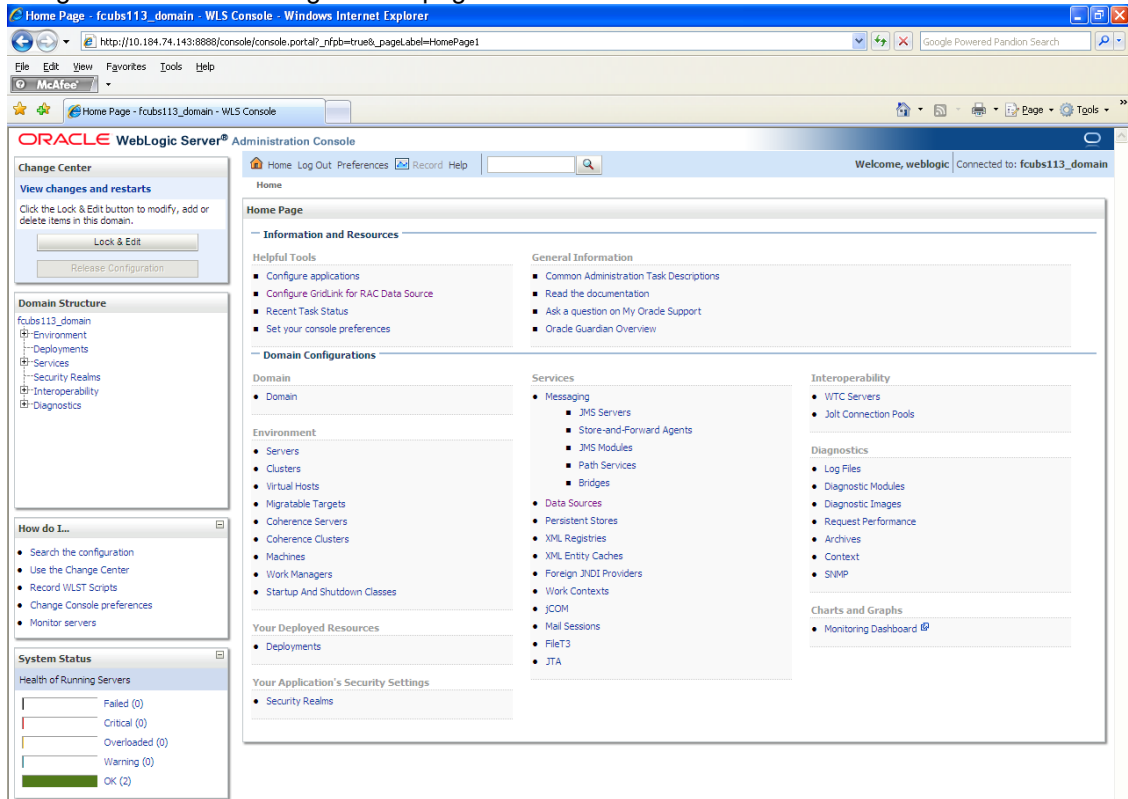 Home Page - fcubs113_domain - WLS Console - Windows Internet Explorer
http://10.184.74.143:8888/console/console.portal?_nfpb=true&_pageLabel=HomePage1
Google Powered Pandion Search
File Edit View Favorites Tools Help
McAfee
Home Page - fcubs113_domain - WLS Console
Page Tools
ORACLE WebLogic Server® Administration Console
Change Center
View changes and restarts
Click the Lock & Edit button to modify, add or
delete items in this domain.
Lock & Edit
Release Configuration
Domain Structure
fcubs113_domain
Environment
Deployments
Services
Security Realms
Interoperability
Diagnostics
How do I...
Search the configuration
Use the Change Center
Record WLST Scripts
Change Console preferences
Monitor servers
System Status
Health of Running Servers
Failed (0)
Critical (0)
Overloaded (0)
Warning (0)
OK (2)
Home Log Out Preferences Record Help
Welcome, weblogic Connected to: fcubs113_domain
Home
Home Page
Information and Resources
Helpful Tools
Configure applications
Configure GridLink for RAC Data Source
Recent Task Status
Set your console preferences
General Information
Common Administration Task Descriptions
Read the documentation
Ask a question on My Oracle Support
Oracle Guardian Overview
Domain Configurations
Domain
Domain
Environment
Servers
Clusters
Virtual Hosts
Migratable Targets
Coherence Servers
Coherence Clusters
Machines
Work Managers
Startup And Shutdown Classes
Your Deployed Resources
Deployments
Your Application's Security Settings
Security Realms
Services
Messaging
JMS Servers
Store-and-Forward Agents
JMS Modules
Path Services
Bridges
Data Sources
Persistent Stores
XML Registries
XML Entity Caches
Foreign JNDI Providers
Work Contexts
jCOM
Mail Sessions
FileT3
JTA
Interoperability
WTC Servers
Jolt Connection Pools
Diagnostics
Log Files
Diagnostic Modules
Diagnostic Images
Request Performance
Archives
Context
SNMP
Charts and Graphs
Monitoring Dashboard